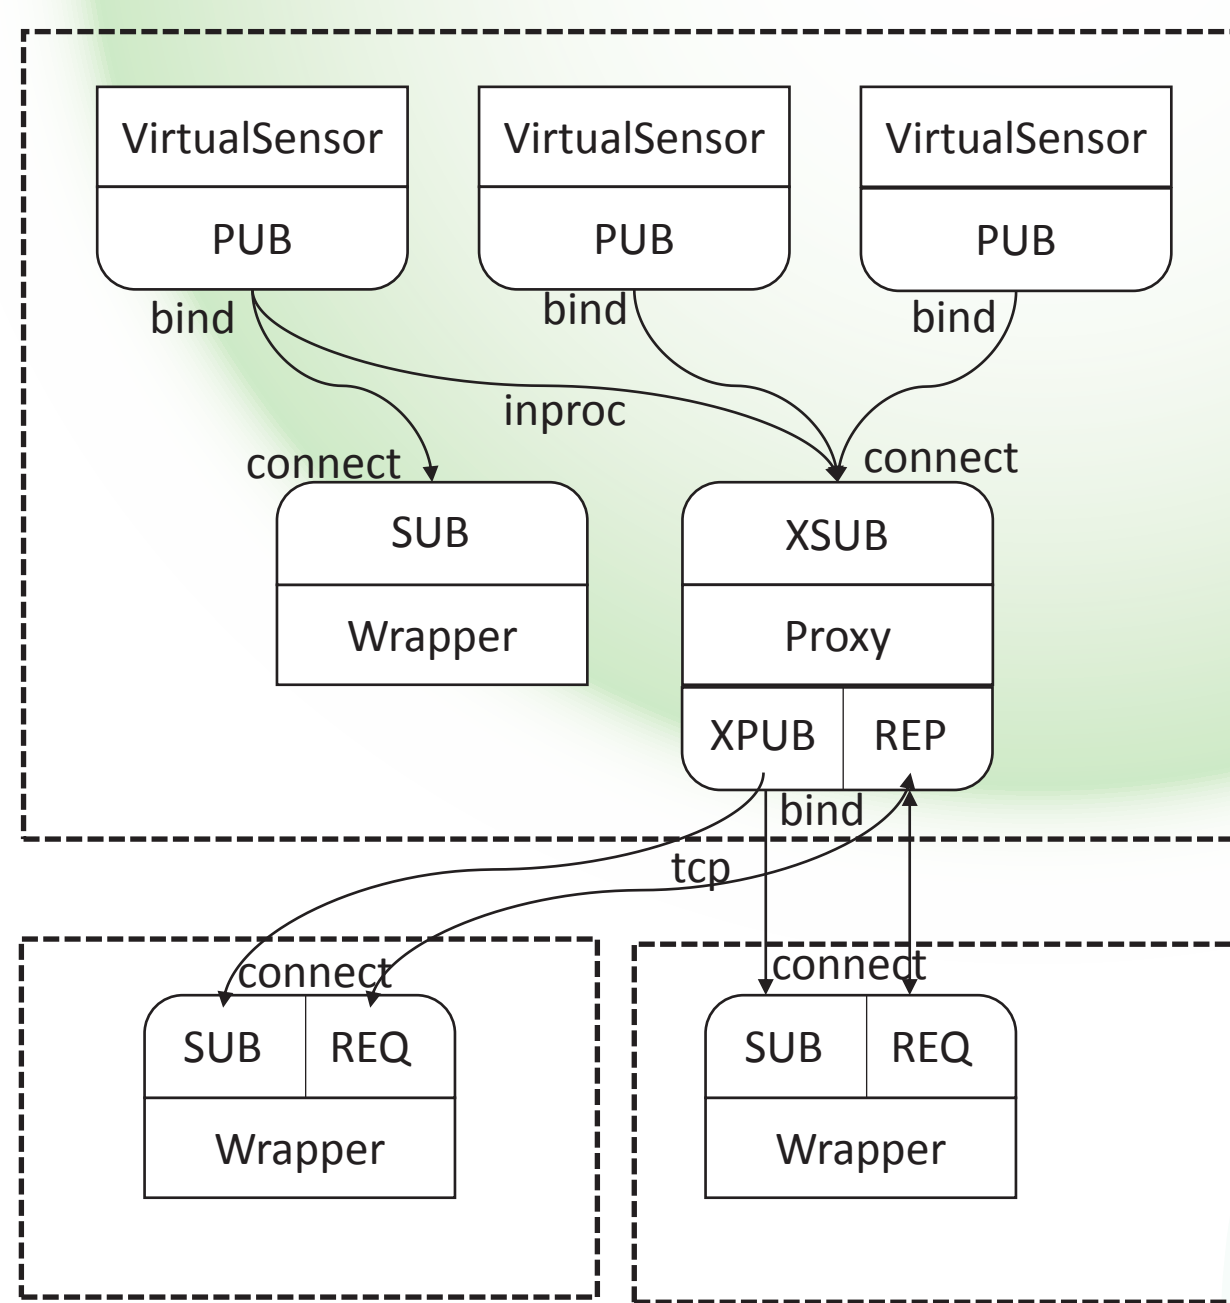 VirtualSensor VirtualSensor VirtualSensor
PUB PUB PUB
bind bind bind
inproc
connect connect
SUB XSUB
Wrapper Proxy
XPUB REP
bind
tcp
connect connect
SUB REQ SUB REQ
Wrapper Wrapper